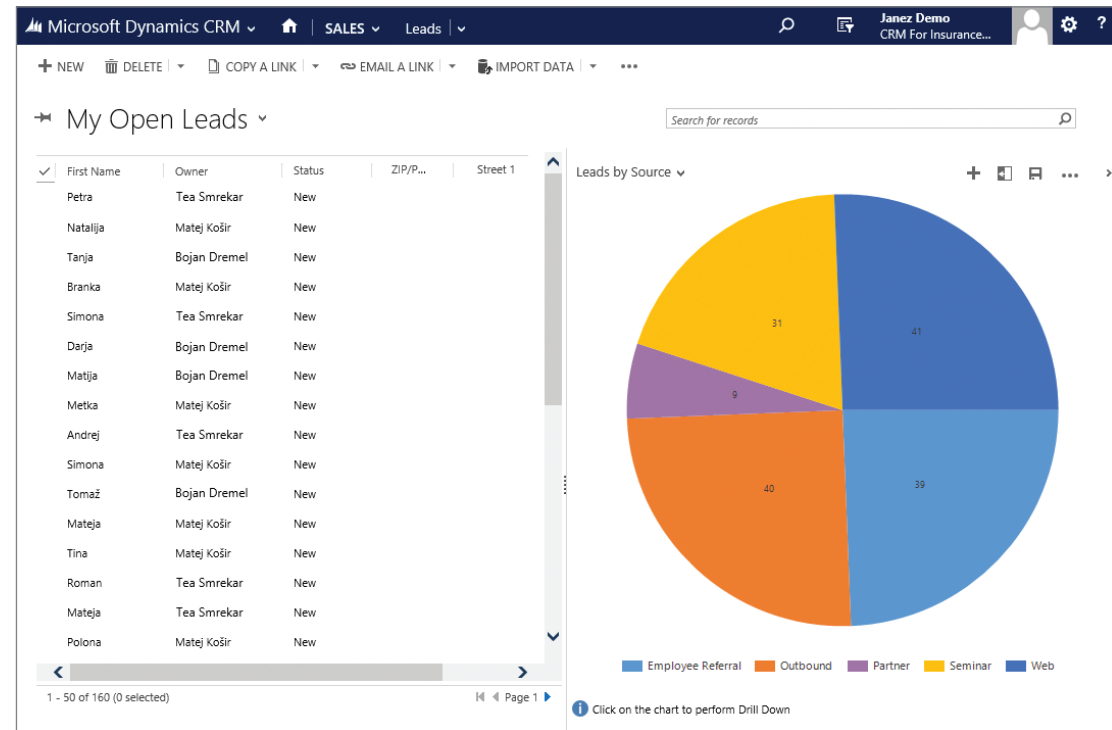 Microsoft Dynamics CRM SALES Leads Janez Demo
CRM For Insurance... ?
NEW DELETE COPY A LINK EMAIL A LINK IMPORT DATA •••
My Open Leads
Search for records
First Name Owner Status ZIP/P... Street 1
Petra Tea Smrekar New
Natalija Matej Košir New
Tanja Bojan Dremel New
Branka Matej Košir New
Simona Tea Smrekar New
Darja Bojan Dremel New
Matija Bojan Dremel New
Metka Matej Košir New
Andrej Tea Smrekar New
Simona Matej Košir New
Tomaž Bojan Dremel New
Mateja Matej Košir New
Tina Matej Košir New
Roman Tea Smrekar New
Mateja Tea Smrekar New
Polona Matej Košir New
1 - 50 of 160 (0 selected) Page 1
Leads by Source •••
31
41
9
40
39
Employee Referral Outbound Partner Seminar Web
Click on the chart to perform Drill Down